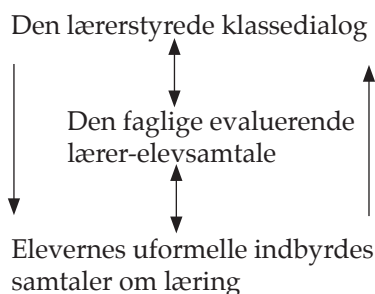 Den lærerstyrede klassedialog
Den faglige evaluerende
lærer-elevsamtale
Elevernes uformelle indbyrdes
samtaler om læring